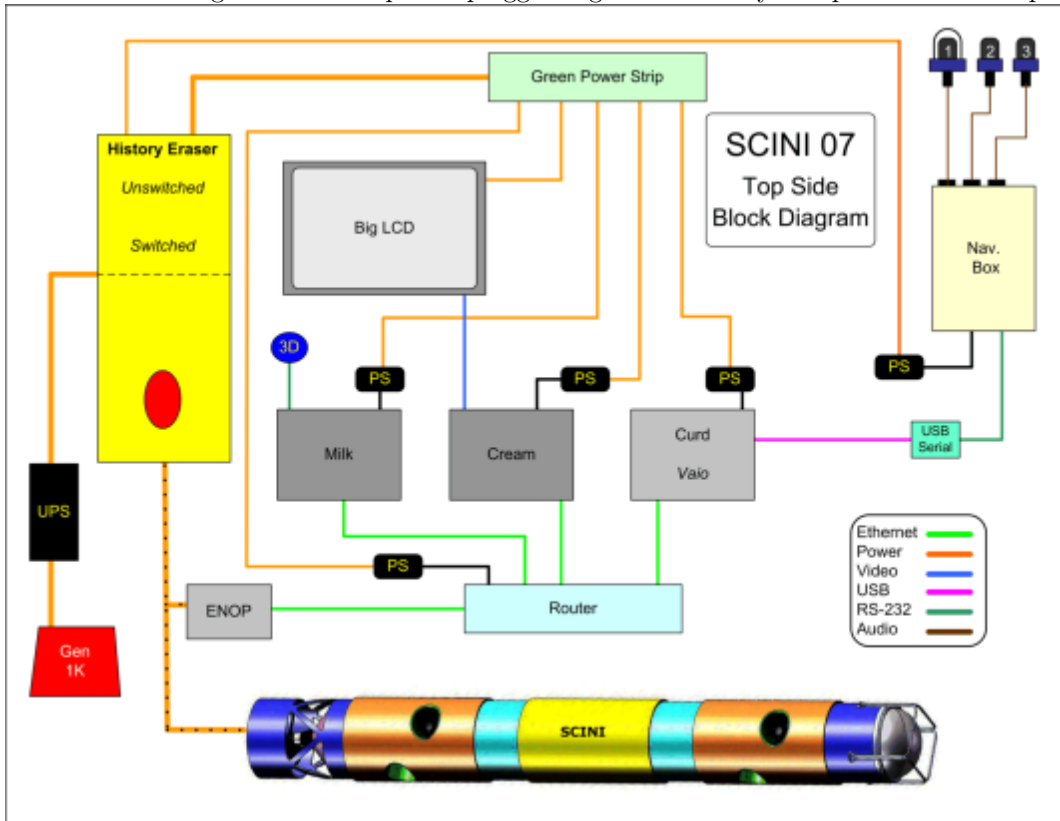 Green Power Strip
1
2
3
History Eraser
Unswitched
Switched
SCINI 07
Top Side
Block Diagram
Big LCD
Nav.
Box
3D
PS
PS
PS
PS
Milk
Cream
Curd
Vaio
USB
Serial
UPS
Ethernet
Power
Video
USB
RS-232
Audio
PS
ENOP
Router
Gen
1K
SCINI